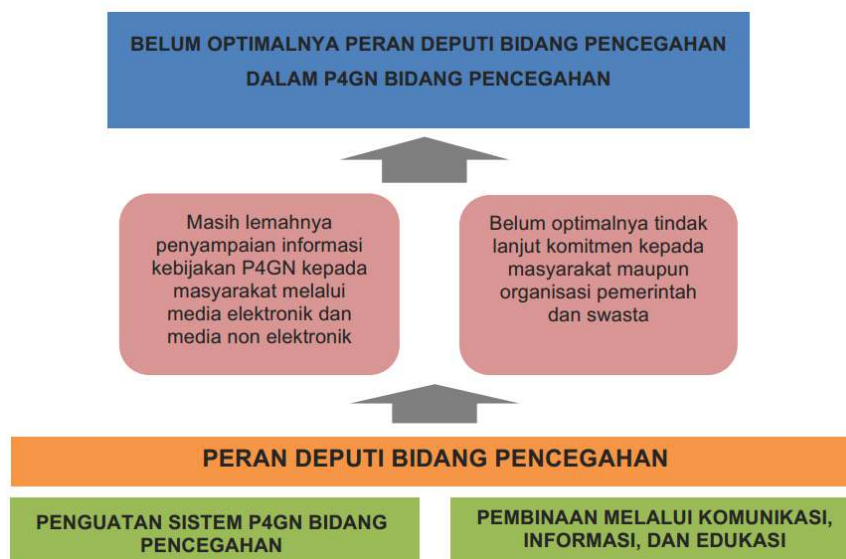 BELUM OPTIMALNYA PERAN DEPUTI BIDANG PENCEGAHAN
DALAM P4GN BIDANG PENCEGAHAN
Masih lemahnya
penyampaian informasi
kebijakan P4GN kepada
masyarakat melalui
media elektronik dan
media non elektronik
Belum optimalnya tindak
lanjut komitmen kepada
masyarakat maupun
organisasi pemerintah
dan swasta
PERAN DEPUTI BIDANG PENCEGAHAN
PENGUATAN SISTEM P4GN BIDANG
PENCEGAHAN
PEMBINAAN MELALUI KOMUNIKASI,
INFORMASI, DAN EDUKASI